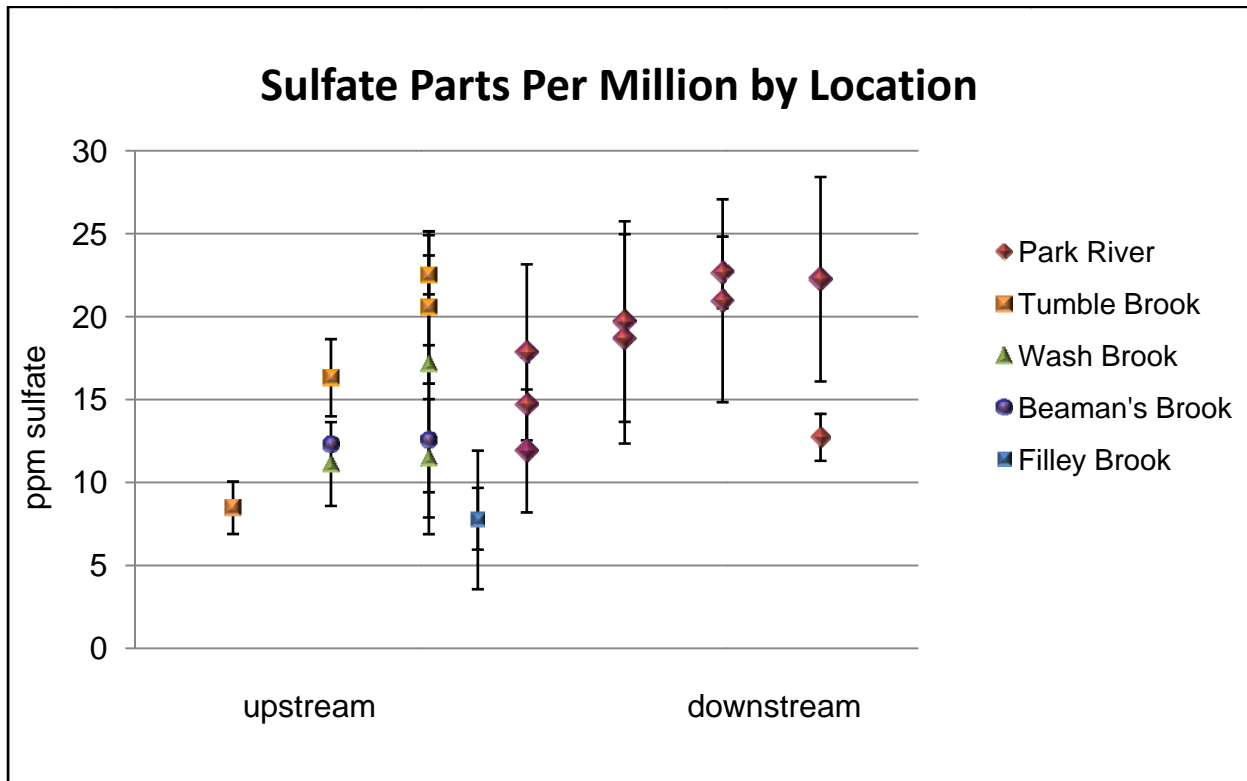 Sulfate Parts Per Million by Location
30
25
20
15
10
5
0
ppm sulfate
upstream
downstream
Park River
Tumble Brook
Wash Brook
Beaman's Brook
Filley Brook